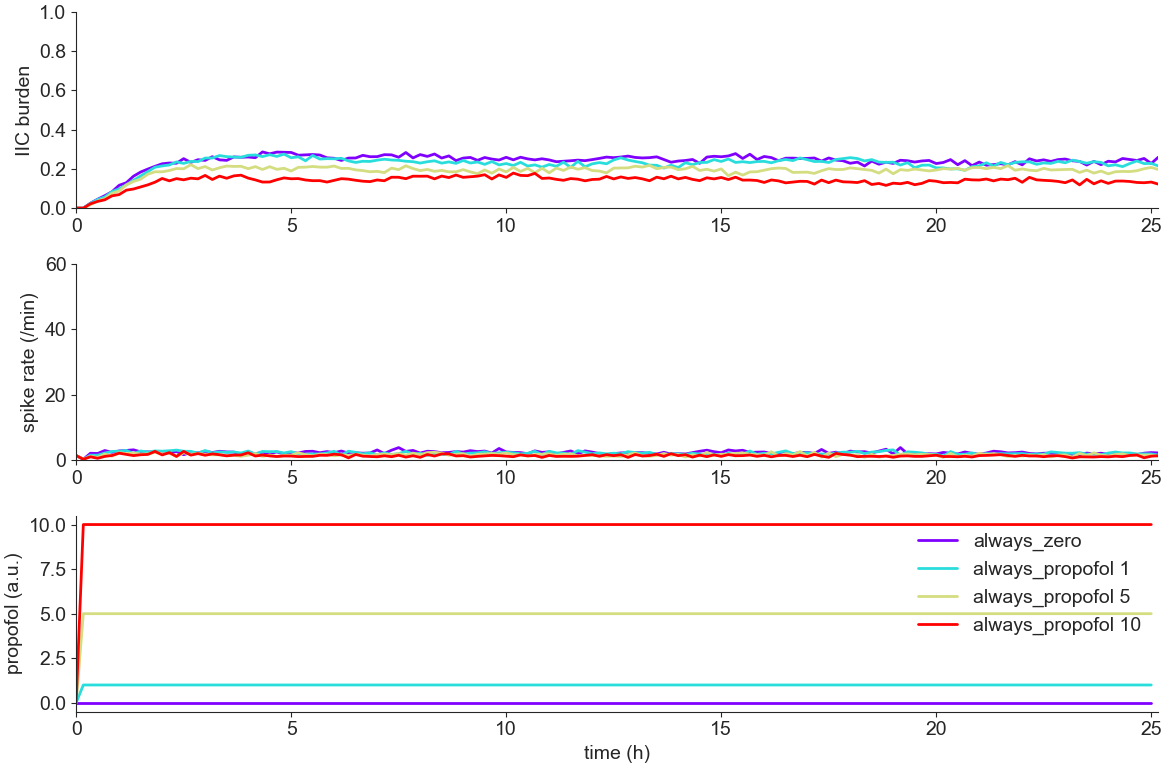 1.0
0.8
0.6
0.4
0.2
0.0
IIC burden
0 5 10 15 20 25
60
40
20
0
spike rate (/min)
0 5 10 15 20 25
10.0
7.5
5.0
2.5
0.0
propofol (a.u.)
always_zero
always_propofol 1
always_propofol 5
always_propofol 10
0 5 10 15 20 25
time (h)